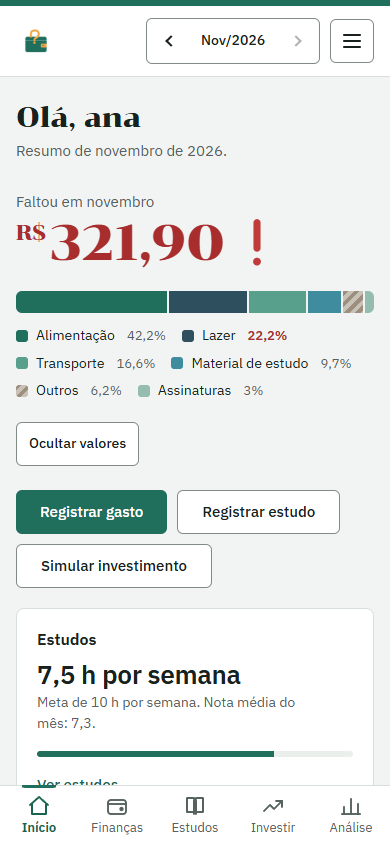 Nov/2026
Olá, ana
Resumo de novembro de 2026.
Faltou em novembro
R$ 321,90 !
Alimentação 42,2% Lazer 22,2%
Transporte 16,6% Material de estudo 9,7%
Outros 6,2% Assinaturas 3%
Ocultar valores
Registrar gasto Registrar estudo
Simular investimento
Estudos
7,5 h por semana
Meta de 10 h por semana. Nota média do
mês: 7,3.
Ver estudos
Início Finanças Estudos Investir Análise